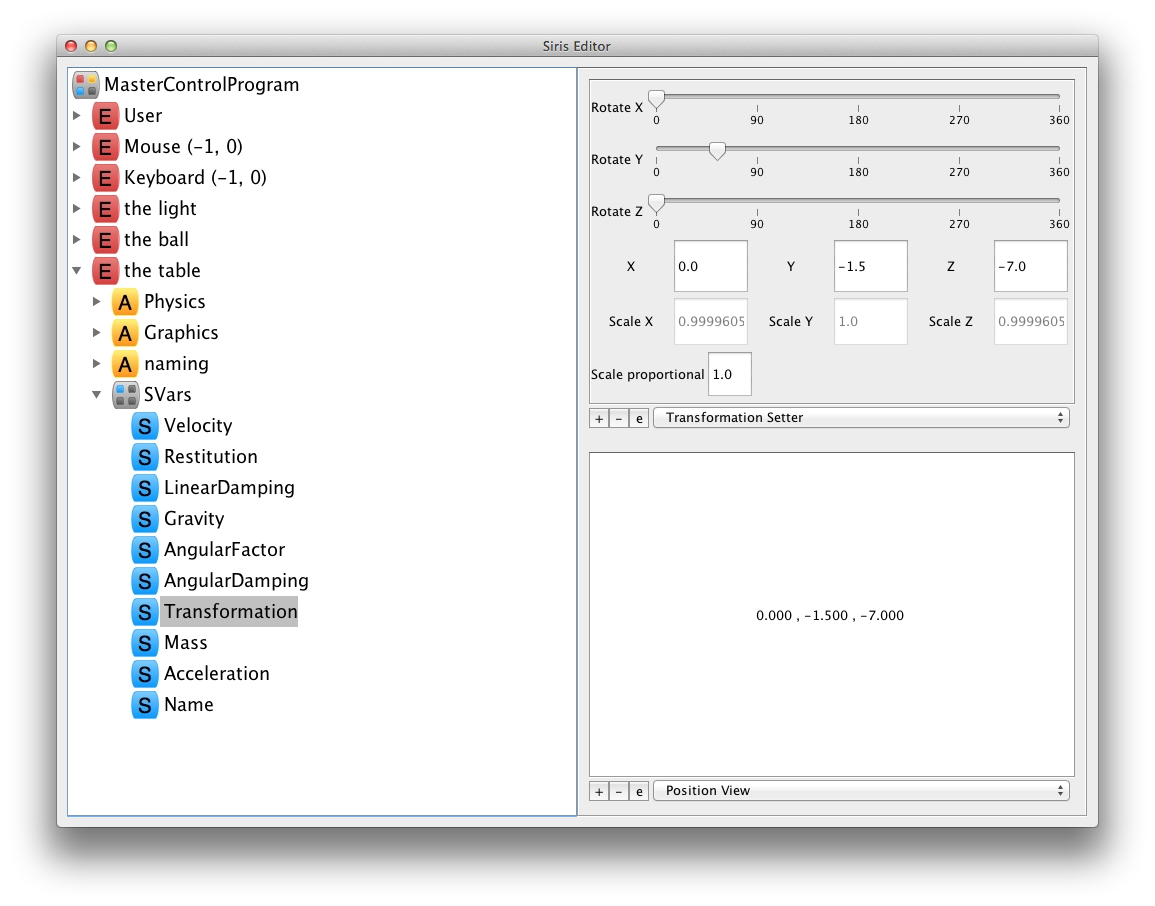 Siris Editor
MasterControlProgram
E User
E Mouse (-1, 0)
E Keyboard (-1, 0)
E the light
E the ball
E the table
A Physics
A Graphics
A naming
SVars
S Velocity
S Restitution
S LinearDamping
S Gravity
S AngularFactor
S AngularDamping
S Transformation
S Mass
S Acceleration
S Name
Rotate X
0 90 180 270 360
Rotate Y
0 90 180 270 360
Rotate Z
0 90 180 270 360
X 0.0 Y -1.5 Z -7.0
Scale X 0.9999605 Scale Y 1.0 Scale Z 0.9999605
Scale proportional 1.0
+ - e Transformation Setter
0.000 , -1.500 , -7.000
+ - e Position View